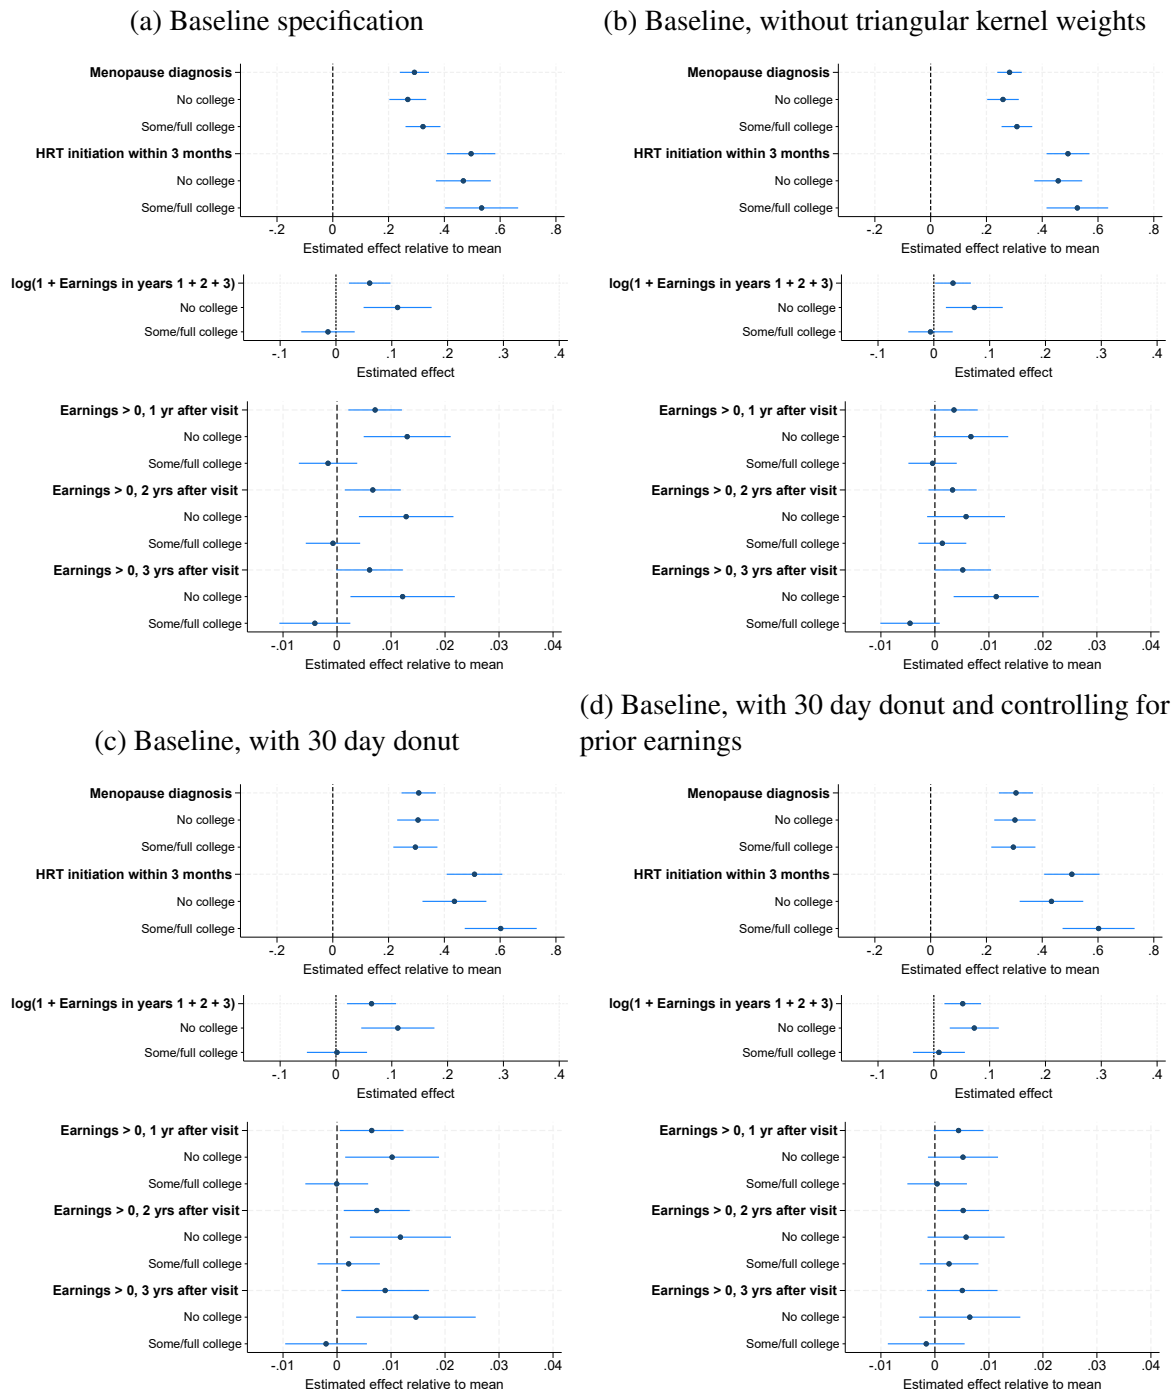 (a) Baseline specification
Menopause diagnosis
No college
Some/full college
HRT initiation within 3 months
No college
Some/full college
-.2 0 .2 .4 .6 .8
Estimated effect relative to mean
log(1 + Earnings in years 1 + 2 + 3)
No college
Some/full college
-.1 0 .1 .2 .3 .4
Estimated effect
Earnings > 0, 1 yr after visit
No college
Some/full college
Earnings > 0, 2 yrs after visit
No college
Some/full college
Earnings > 0, 3 yrs after visit
No college
Some/full college
-.01 0 .01 .02 .03 .04
Estimated effect relative to mean
(b) Baseline, without triangular kernel weights
Menopause diagnosis
No college
Some/full college
HRT initiation within 3 months
No college
Some/full college
-.2 0 .2 .4 .6 .8
Estimated effect relative to mean
log(1 + Earnings in years 1 + 2 + 3)
No college
Some/full college
-.1 0 .1 .2 .3 .4
Estimated effect
Earnings > 0, 1 yr after visit
No college
Some/full college
Earnings > 0, 2 yrs after visit
No college
Some/full college
Earnings > 0, 3 yrs after visit
No college
Some/full college
-.01 0 .01 .02 .03 .04
Estimated effect relative to mean
(c) Baseline, with 30 day donut
Menopause diagnosis
No college
Some/full college
HRT initiation within 3 months
No college
Some/full college
-.2 0 .2 .4 .6 .8
Estimated effect relative to mean
log(1 + Earnings in years 1 + 2 + 3)
No college
Some/full college
-.1 0 .1 .2 .3 .4
Estimated effect
Earnings > 0, 1 yr after visit
No college
Some/full college
Earnings > 0, 2 yrs after visit
No college
Some/full college
Earnings > 0, 3 yrs after visit
No college
Some/full college
-.01 0 .01 .02 .03 .04
Estimated effect relative to mean
(d) Baseline, with 30 day donut and controlling for
prior earnings
Menopause diagnosis
No college
Some/full college
HRT initiation within 3 months
No college
Some/full college
-.2 0 .2 .4 .6 .8
Estimated effect relative to mean
log(1 + Earnings in years 1 + 2 + 3)
No college
Some/full college
-.1 0 .1 .2 .3 .4
Estimated effect
Earnings > 0, 1 yr after visit
No college
Some/full college
Earnings > 0, 2 yrs after visit
No college
Some/full college
Earnings > 0, 3 yrs after visit
No college
Some/full college
-.01 0 .01 .02 .03 .04
Estimated effect relative to mean